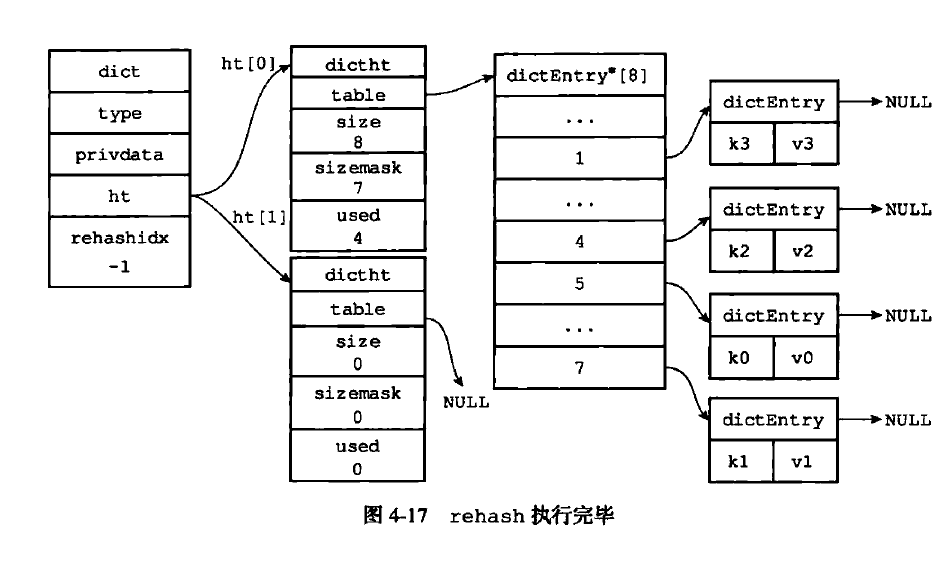 dict
type
privdata
ht
rehashidx
-1
ht[0]
ht[1]
dictht
table
size
8
sizemask
7
used
4
dictht
table
size
0
sizemask
0
used
0
NULL
dictEntry*[8]
...
1
...
4
5
...
7
dictEntry
k3 v3
NULL
dictEntry
k2 v2
NULL
dictEntry
k0 v0
NULL
dictEntry
k1 v1
NULL
图 4-17 rehash 执行完毕